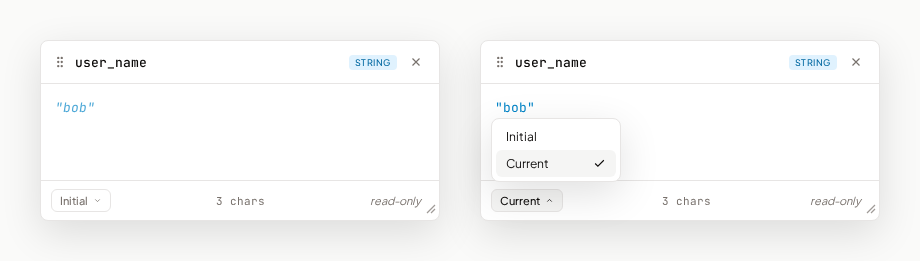 user_name STRING
"bob"
Initial 3 chars read-only
user_name STRING
"bob"
Initial
Current
Current 3 chars read-only